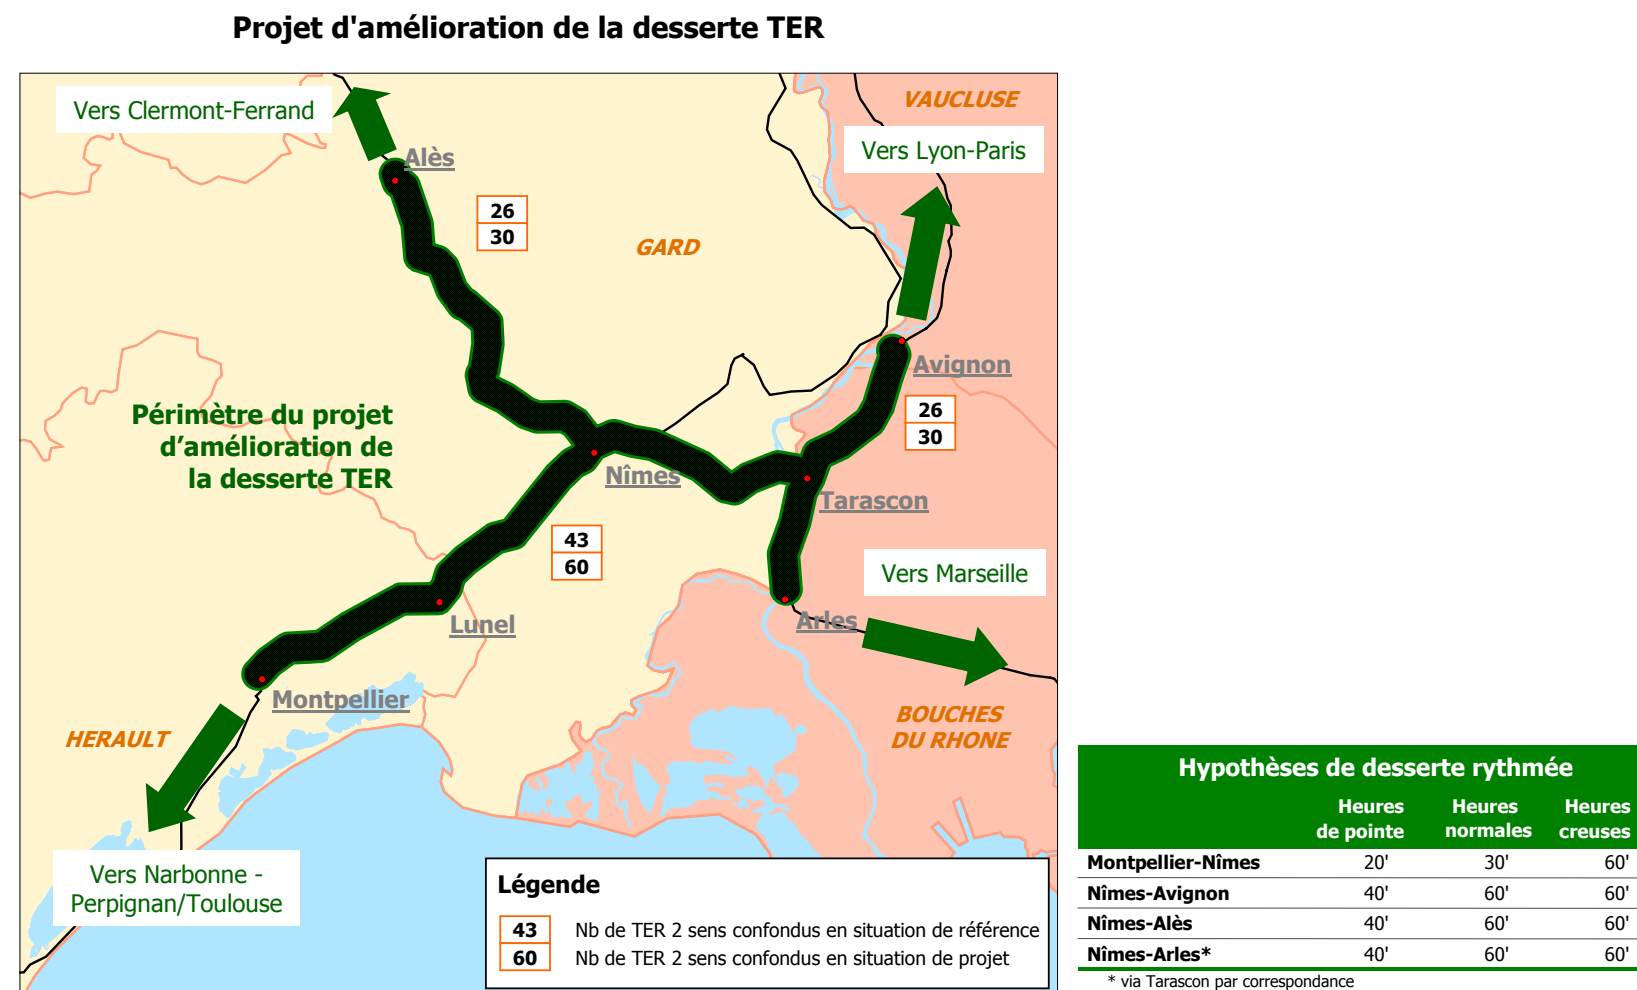 Projet d'amélioration de la desserte TER
Vers Clermont-Ferrand
VAUCLUSE
Vers Lyon-Paris
Alès
26
30
GARD
Avignon
26
30
Périmètre du projet
d’amélioration de
la desserte TER
Nîmes
Tarascon
43
60
Vers Marseille
Lunel
Arles
Montpellier
HERAULT
BOUCHES
DU RHONE
Vers Narbonne -
Perpignan/Toulouse
Légende
43 Nb de TER 2 sens confondus en situation de référence
60 Nb de TER 2 sens confondus en situation de projet
Hypothèses de desserte rythmée
Heures Heures Heures
de pointe normales creuses
Montpellier-Nîmes 20' 30' 60'
Nîmes-Avignon 40' 60' 60'
Nîmes-Alès 40' 60' 60'
Nîmes-Arles* 40' 60' 60'
* via Tarascon par correspondance